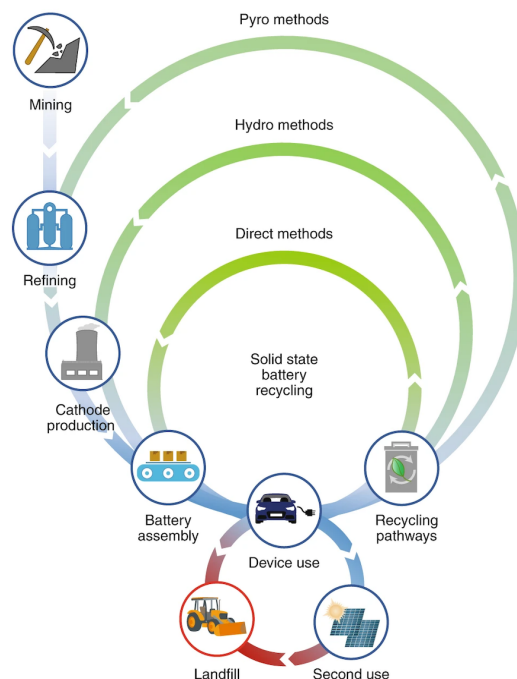 Pyro methods
Mining
Hydro methods
Direct methods
Refining
Solid state
battery
recycling
Cathode
production
Battery
assembly
Device use
Recycling
pathways
Landfill
Second use